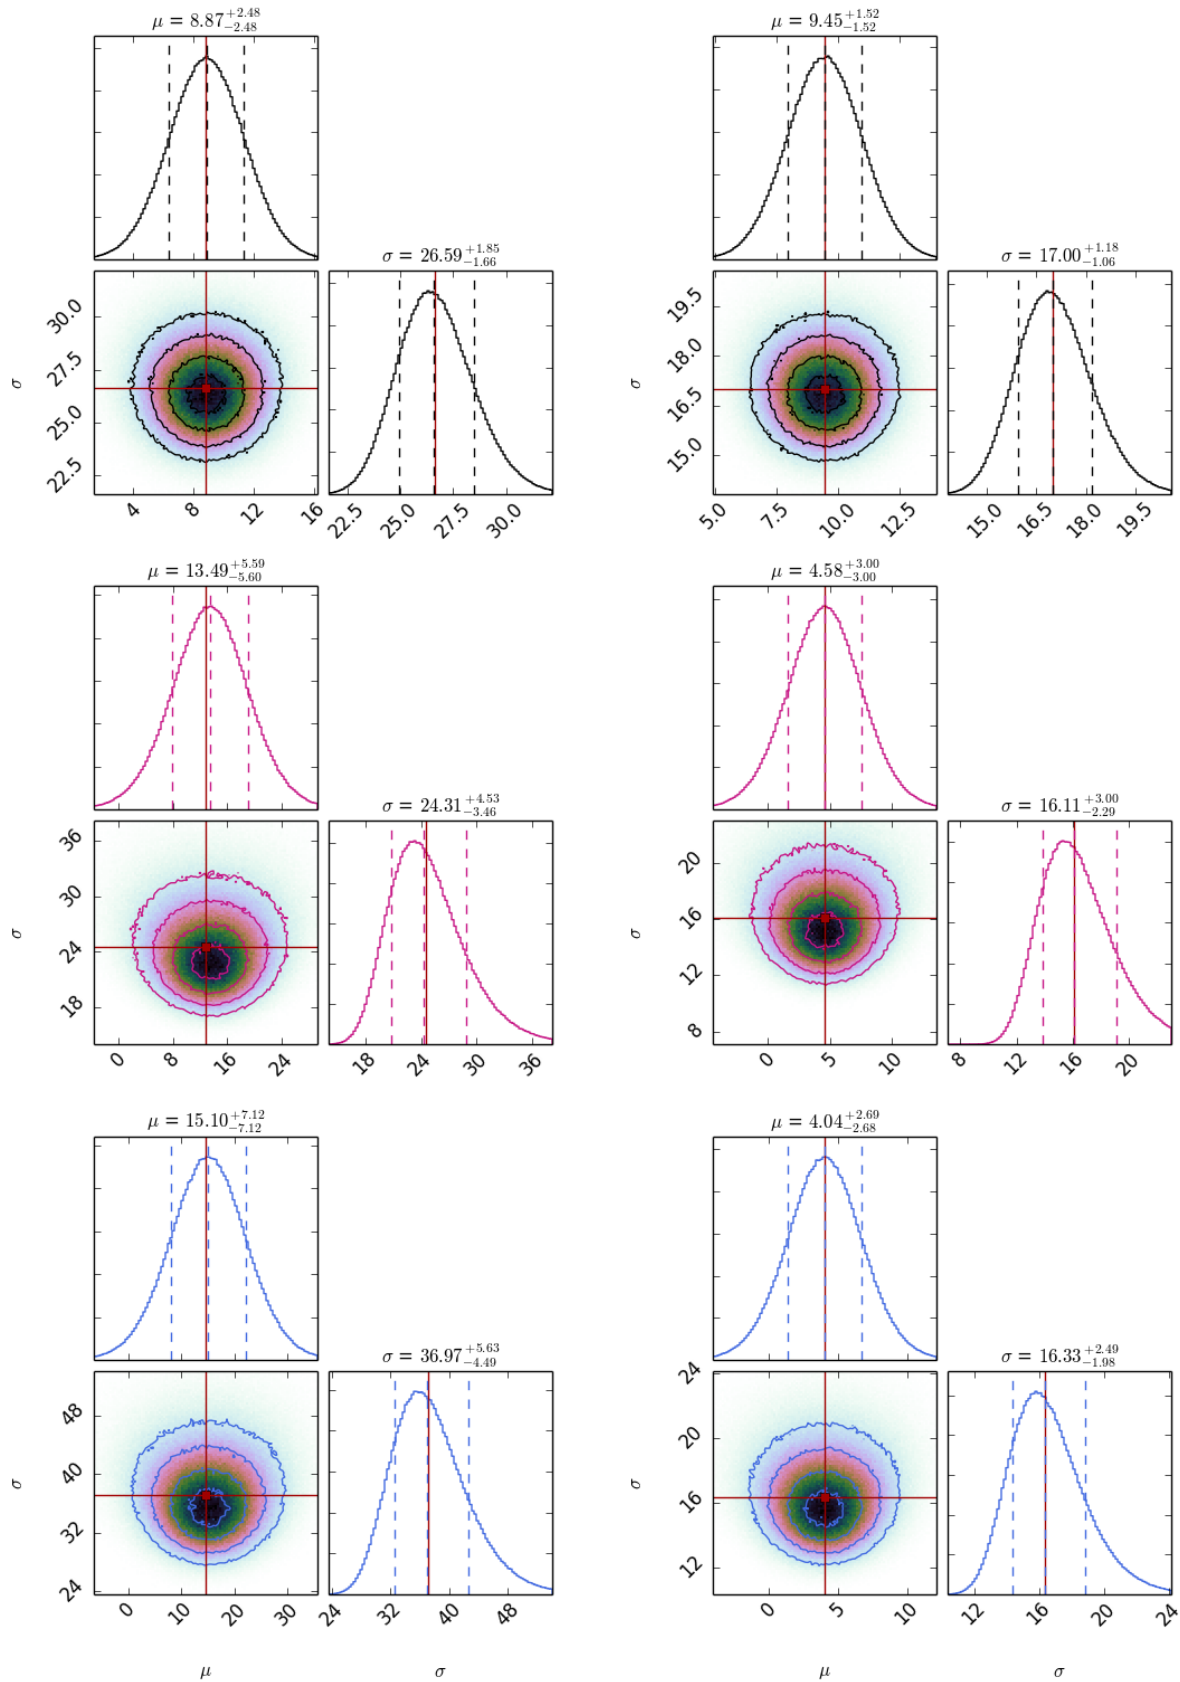 μ = 8.87 +2.48 −2.48
μ = 9.45 +1.52 −1.52
σ = 26.59 +1.85 −1.66
σ = 17.00 +1.18 −1.06
σ
30.0
27.5
25.0
22.5
4 8 12 16
22.5 25.0 27.5 30.0
σ
19.5
18.0
16.5
15.0
5.0 7.5 10.0 12.5
15.0 16.5 18.0 19.5
μ = 13.49 +5.59 −5.60
μ = 4.58 +3.00 −3.00
σ = 24.31 +4.53 −3.46
σ = 16.11 +3.00 −2.29
σ
36
30
24
18
0 8 16 24
18 24 30 36
σ
20
16
12
8
0 5 10
8 12 16 20
μ = 15.10 +7.12 −7.12
μ = 4.04 +2.69 −2.68
σ = 36.97 +5.63 −4.49
σ = 16.33 +2.49 −1.98
σ
48
40
32
24
0 10 20 30
24 32 40 48
σ
24
20
16
12
0 5 10
12 16 20 24
μ σ μ σ